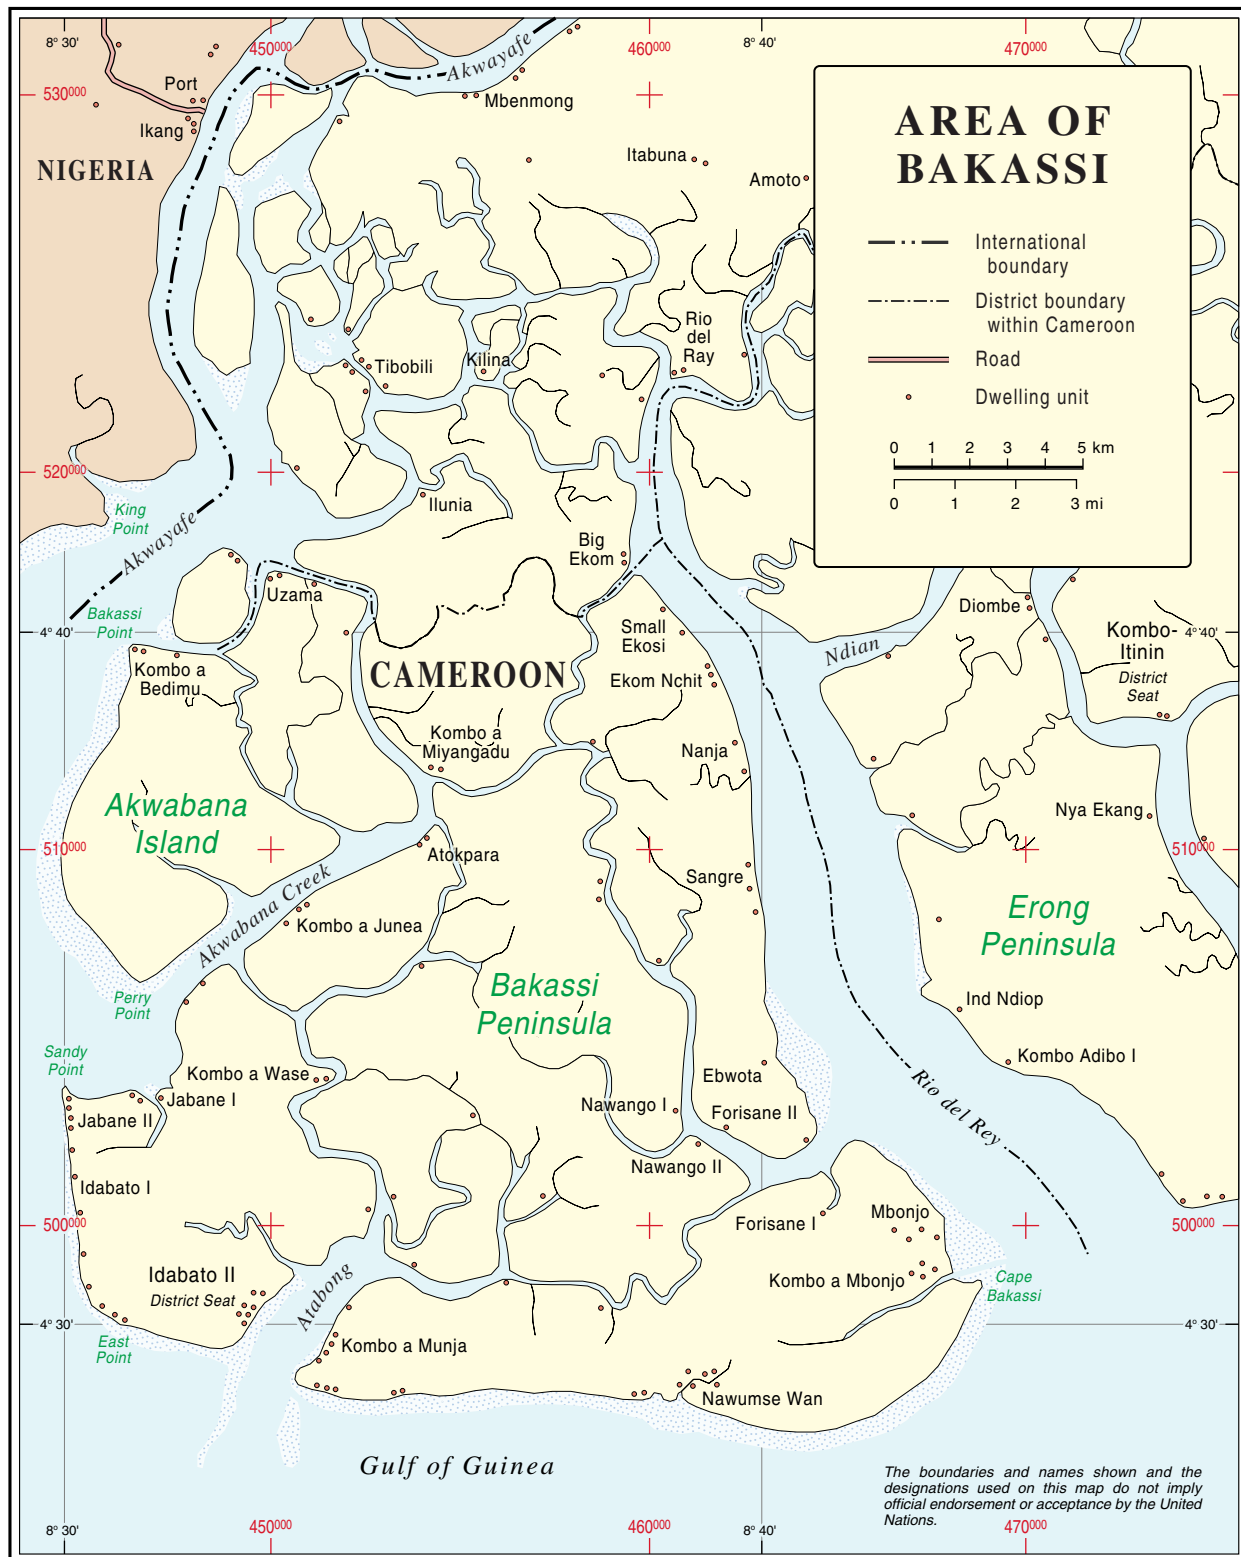 8° 30'
450000
460000
8° 40'
470000
Akwayafe
Port
530000
Mbenmong
Ikang
NIGERIA
Itabuna
Amoto
AREA OF
BAKASSI
International
boundary
District boundary
within Cameroon
Road
Dwelling unit
0 1 2 3 4 5 km
0 1 2 3 mi
Rio
del
Ray
Tibobili
Kilina
520000
King
Point
Akwayafe
Ilunia
Big
Ekom
Uzama
Bakassi
Point
4° 40'
Diombe
Small
Ekosi
Ndian
Kombo-
Itinin
District
Seat
4° 40'
Kombo a
Bedimu
CAMEROON
Ekom Nchit
Kombo a
Miyangadu
Nanja
Akwabana
Island
Nya Ekang
510000
Atokpara
510000
Sangre
Akwabana Creek
Kombo a Junea
Erong
Peninsula
Bakassi
Peninsula
Perry
Point
Ind Ndiop
Sandy
Point
Kombo Adibo I
Kombo a Wase
Ebwota
Rio del Rey
Jabane I
Jabane II
Nawango I
Forisane II
Nawango II
Idabato I
Forisane I
Mbonjo
500000
500000
Idabato II
District Seat
Atabong
Kombo a Mbonjo
Cape
Bakassi
4° 30'
4° 30'
East
Point
Kombo a Munja
Nawumse Wan
Gulf of Guinea
The boundaries and names shown and the
designations used on this map do not imply
official endorsement or acceptance by the United
Nations.
8° 30'
450000
460000
8° 40'
470000